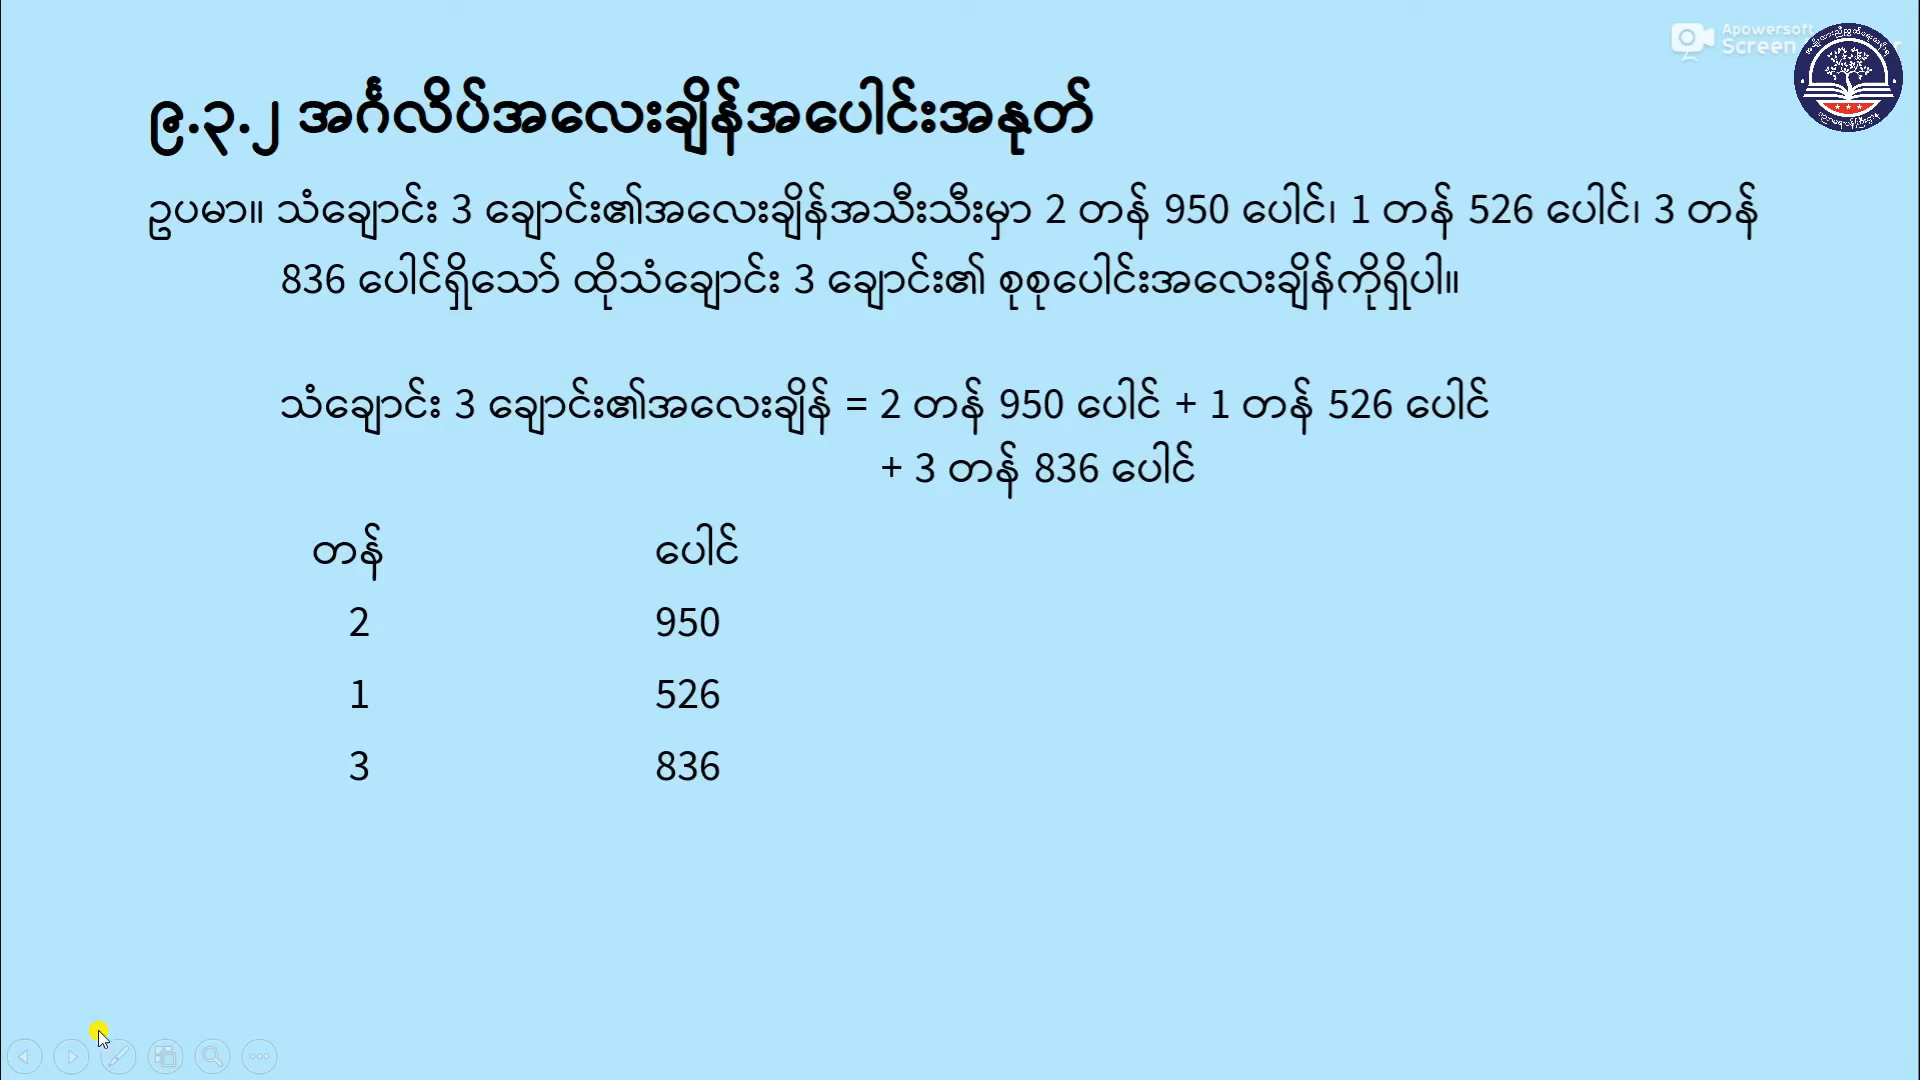 Apowersoft
Screen
၉.၃.၂ အင်္ဂလိပ်အလေးချိန်အပေါင်းအနုတ်
ဥပမာ။ သံချောင်း 3 ချောင်း၏အလေးချိန်အသီးသီးမှာ 2 တန် 950 ပေါင်၊ 1 တန် 526 ပေါင်၊ 3 တန်
836 ပေါင်ရှိသော် ထိုသံချောင်း 3 ချောင်း၏ စုစုပေါင်းအလေးချိန်ကိုရှိပါ။
သံချောင်း 3 ချောင်း၏အလေးချိန် = 2 တန် 950 ပေါင် + 1 တန် 526 ပေါင်
+ 3 တန် 836 ပေါင်
တန် ပေါင်
2 950
1 526
3 836